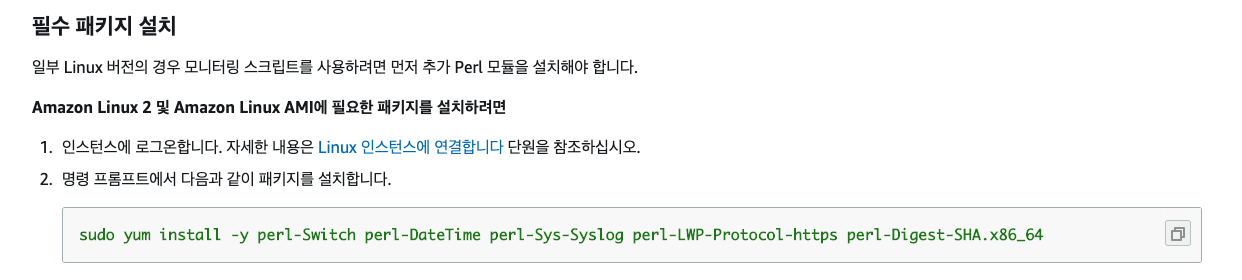 필수 패키지 설치
일부 Linux 버전의 경우 모니터링 스크립트를 사용하려면 먼저 추가 Perl 모듈을 설치해야 합니다.
Amazon Linux 2 및 Amazon Linux AMI에 필요한 패키지를 설치하려면
1. 인스턴스에 로그온합니다. 자세한 내용은 Linux 인스턴스에 연결합니다 단원을 참조하십시오.
2. 명령 프롬프트에서 다음과 같이 패키지를 설치합니다.
sudo yum install -y perl-Switch perl-DateTime perl-Sys-Syslog perl-LWP-Protocol-https perl-Digest-SHA.x86_64